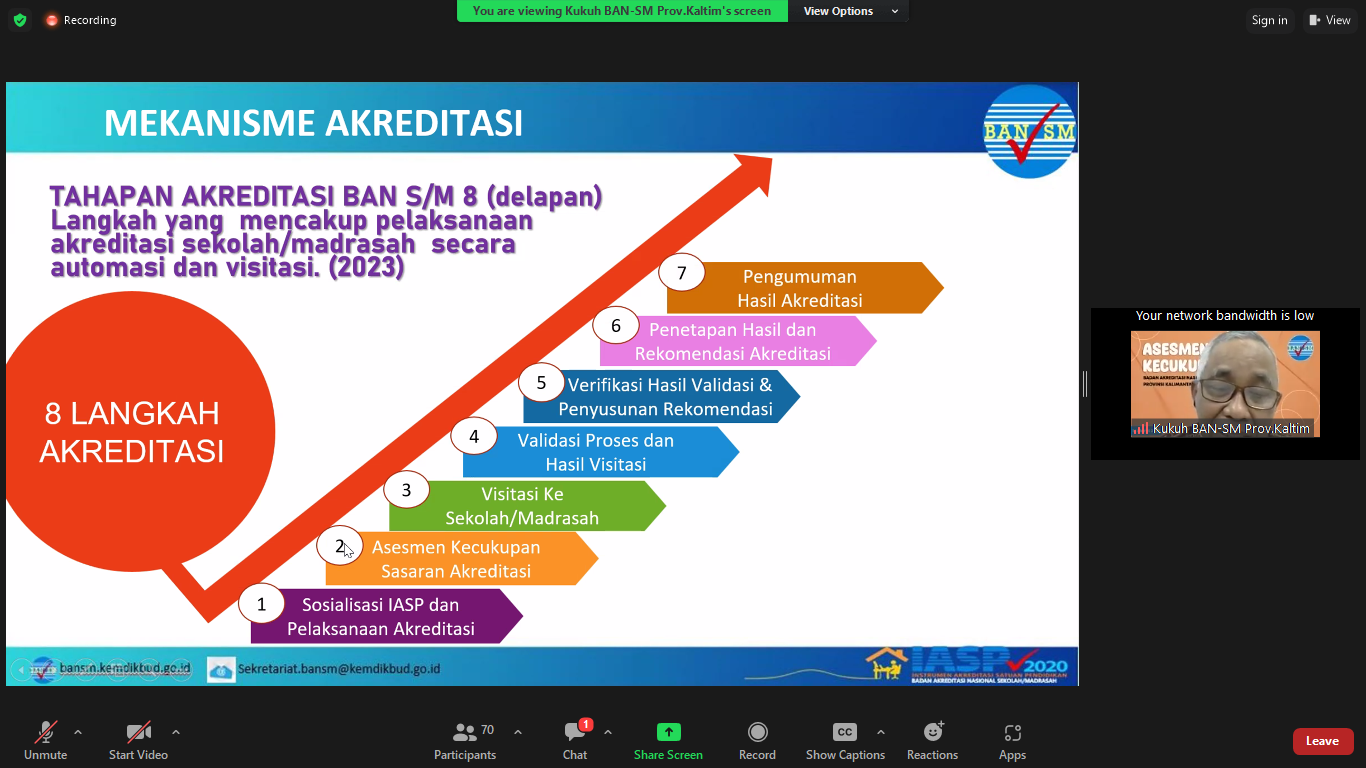 Recording
You are viewing Kukuh BAN-SM Prov.Kaltim's screen
View Options
Sign in
View
MEKANISME AKREDITASI
BAN SM
TAHAPAN AKREDITASI BAN S/M 8 (delapan)
Langkah yang mencakup pelaksanaan
akreditasi sekolah/madrasah secara
automasi dan visitasi. (2023)
8 LANGKAH
AKREDITASI
7
Pengumuman
Hasil Akreditasi
6
Penetapan Hasil dan
Rekomendasi Akreditasi
5
Verifikasi Hasil Validasi &
Penyusunan Rekomendasi
4
Validasi Proses dan
Hasil Visitasi
3
Visitasi Ke
Sekolah/Madrasah
2
Asesmen Kecukupan
Sasaran Akreditasi
1
Sosialisasi IASP dan
Pelaksanaan Akreditasi
bansm.kemdikbud.go.id
Sekretariat.bansm@kemdikbud.go.id
IASP 2020
INSTRUMEN AKREDITASI SATUAN PENDIDIKAN
BADAN AKREDITASI NASIONAL SEKOLAH/MADRASAH
Your network bandwidth is low
ASESMEN
KECUKU
Kukuh BAN-SM Prov.Kaltim
Unmute
Start Video
70
Participants
1
Chat
Share Screen
Record
CC
Show Captions
Reactions
Apps
Leave